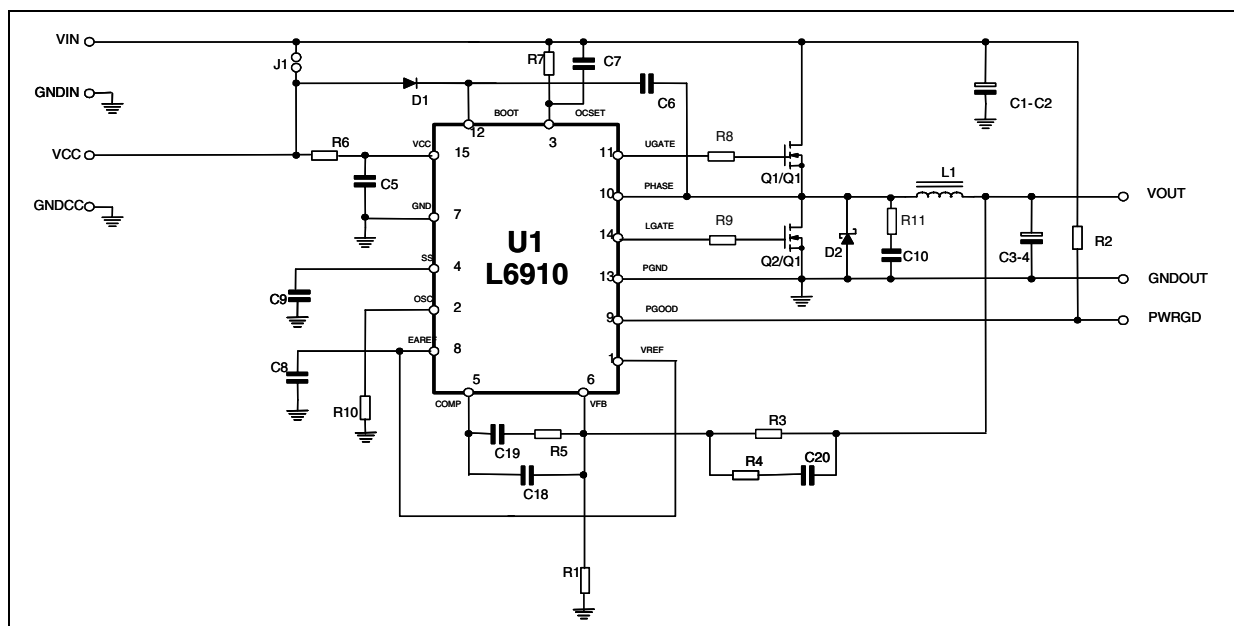 VIN
J1
R7
C7
GNDIN
D1
C6
C1-C2
BOOT
OCSET
12
3
VCC
R6
VCC
15
11
UGATE
R8
Q1/Q1
C5
L1
GNDCC
GND
7
10
PHASE
VOUT
R9
R11
14
LGATE
U1
L6910
Q2/Q1
D2
C10
C3-4
R2
SS
4
13
PGND
GNDOUT
C9
OSC
2
9
PGOOD
PWRGD
EAREF
8
1
VREF
C8
5
6
R10
COMP
VFB
R3
C19
R5
R4
C20
C18
R1